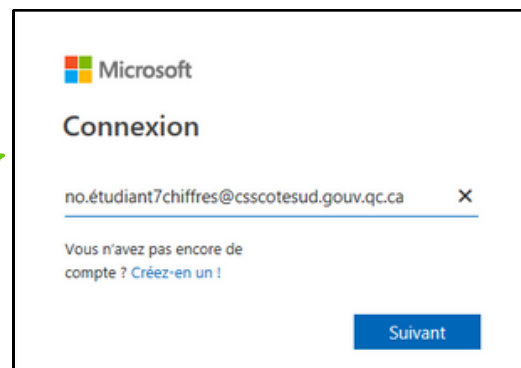 Microsoft
Connexion
no.étudiant7chiffres@csscotesud.gouv.qc.ca
Vous n'avez pas encore de
compte ? Créez-en un !
Suivant